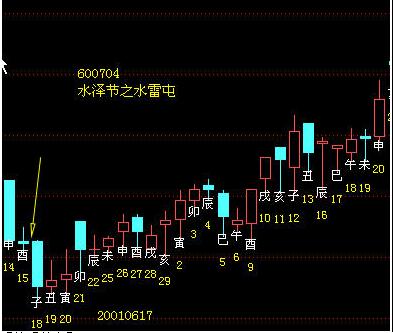 600704
水泽节之水雷屯
申 酉 子 丑 寅 卯 辰 未 申 酉 戌 亥 寅 卯 辰 巳 午 酉 戌 亥 子 丑 辰 巳 午 未 申
14 15 18 19 20 21 22 25 26 27 28 29 2 3 4 5 6 9 10 11 12 13 16 17 18 19 20
20010617